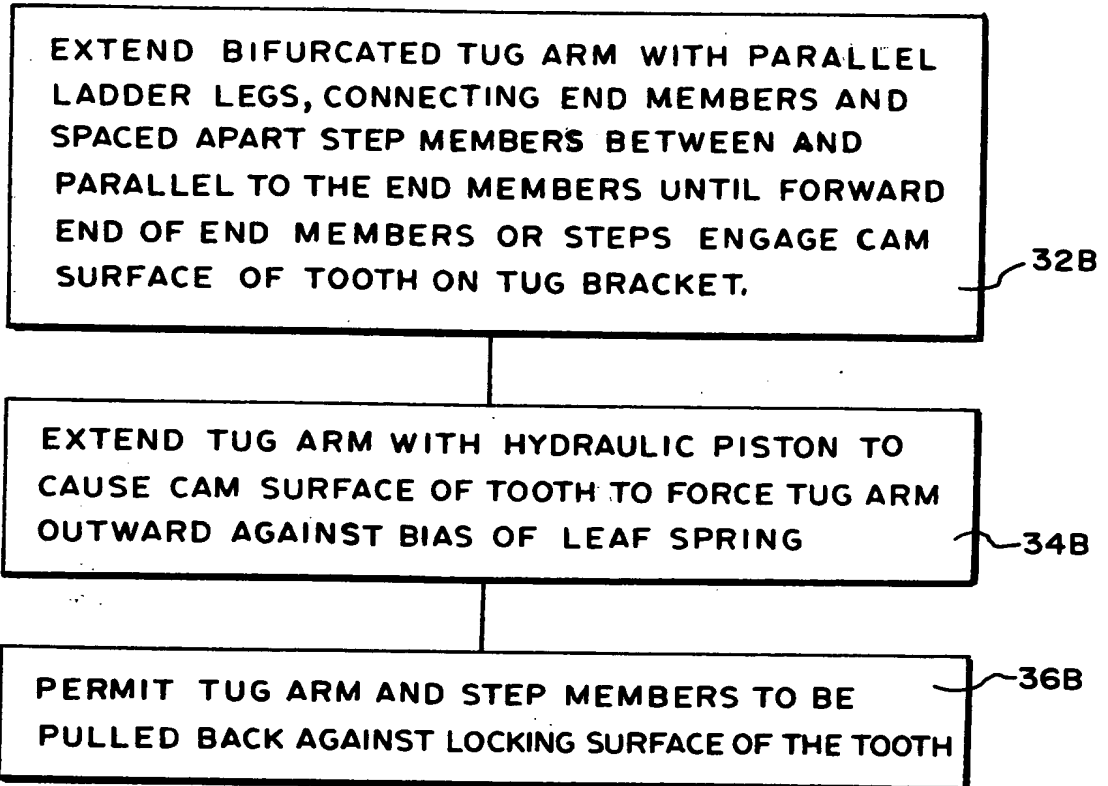 EXTEND BIFURCATED TUG ARM WITH PARALLEL
LADDER LEGS, CONNECTING END MEMBERS AND
SPACED APART STEP MEMBERS BETWEEN AND
PARALLEL TO THE END MEMBERS UNTIL FORWARD
END OF END MEMBERS OR STEPS ENGAGE CAM
SURFACE OF TOOTH ON TUG BRACKET.
32B
EXTEND TUG ARM WITH HYDRAULIC PISTON TO
CAUSE CAM SURFACE OF TOOTH TO FORCE TUG ARM
OUTWARD AGAINST BIAS OF LEAF SPRING
34B
PERMIT TUG ARM AND STEP MEMBERS TO BE
PULLED BACK AGAINST LOCKING SURFACE OF THE TOOTH
36B